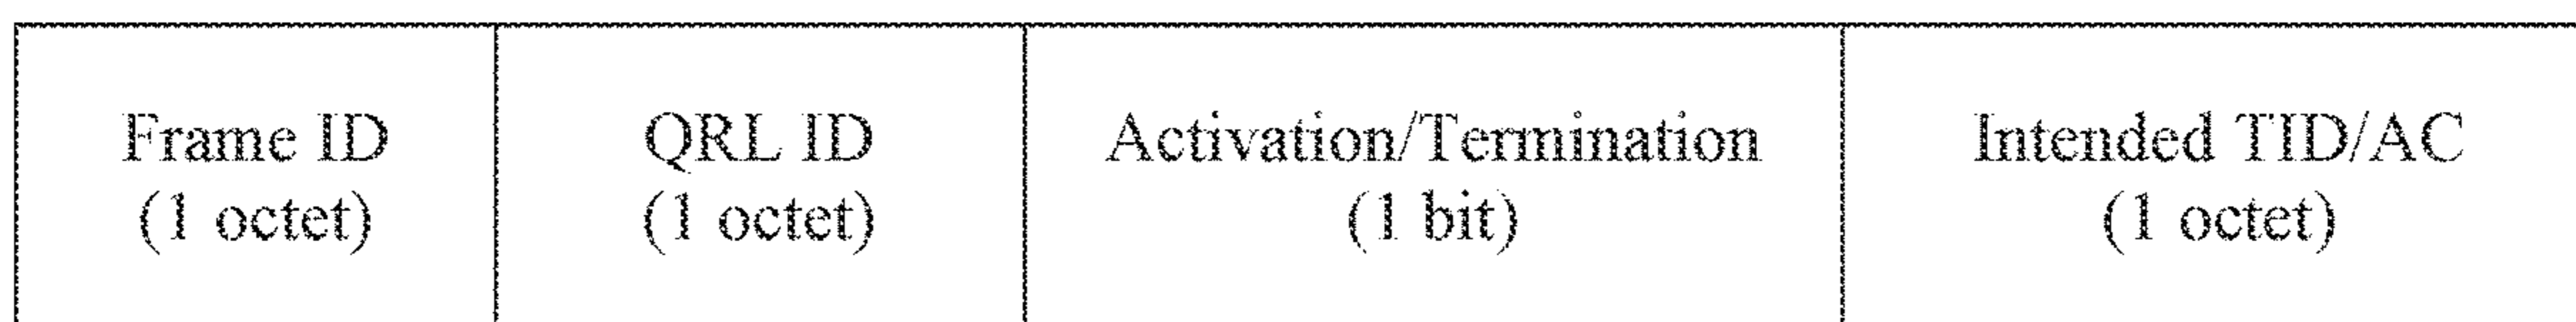 Frame ID
(1 octet)
QRL ID
(1 octet)
Activation/Termination
(1 bit)
Intended TID/AC
(1 octet)